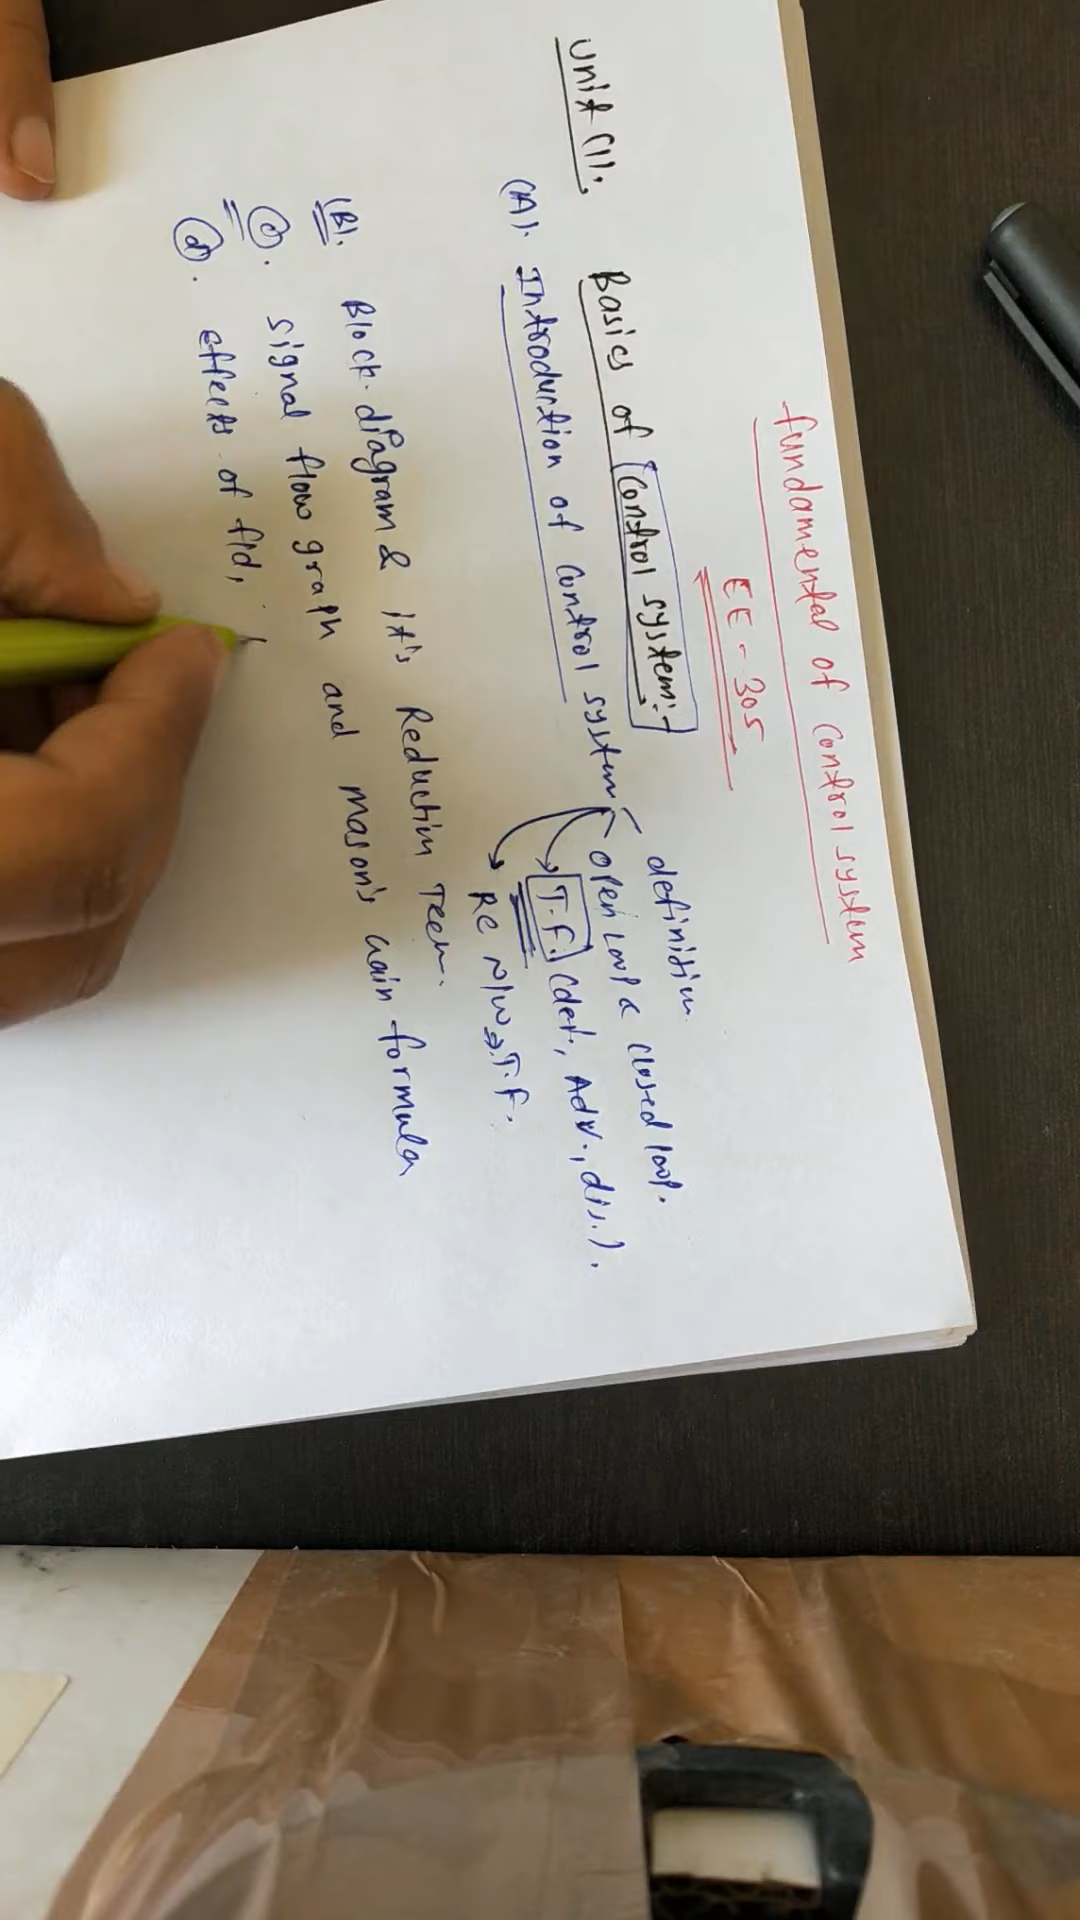 fundamental of control system
EE - 305
Unit (1). Basics of control system:-
(A). Introduction of control system
definition.
open loop & closed loop.
T.F. (def., Adv., dis.).
RC N/W => T.F.
(B). Block diagram & it's Reduction Tech.
(C). signal flow graph and mason's Gain formula
(d). effects of f/d,